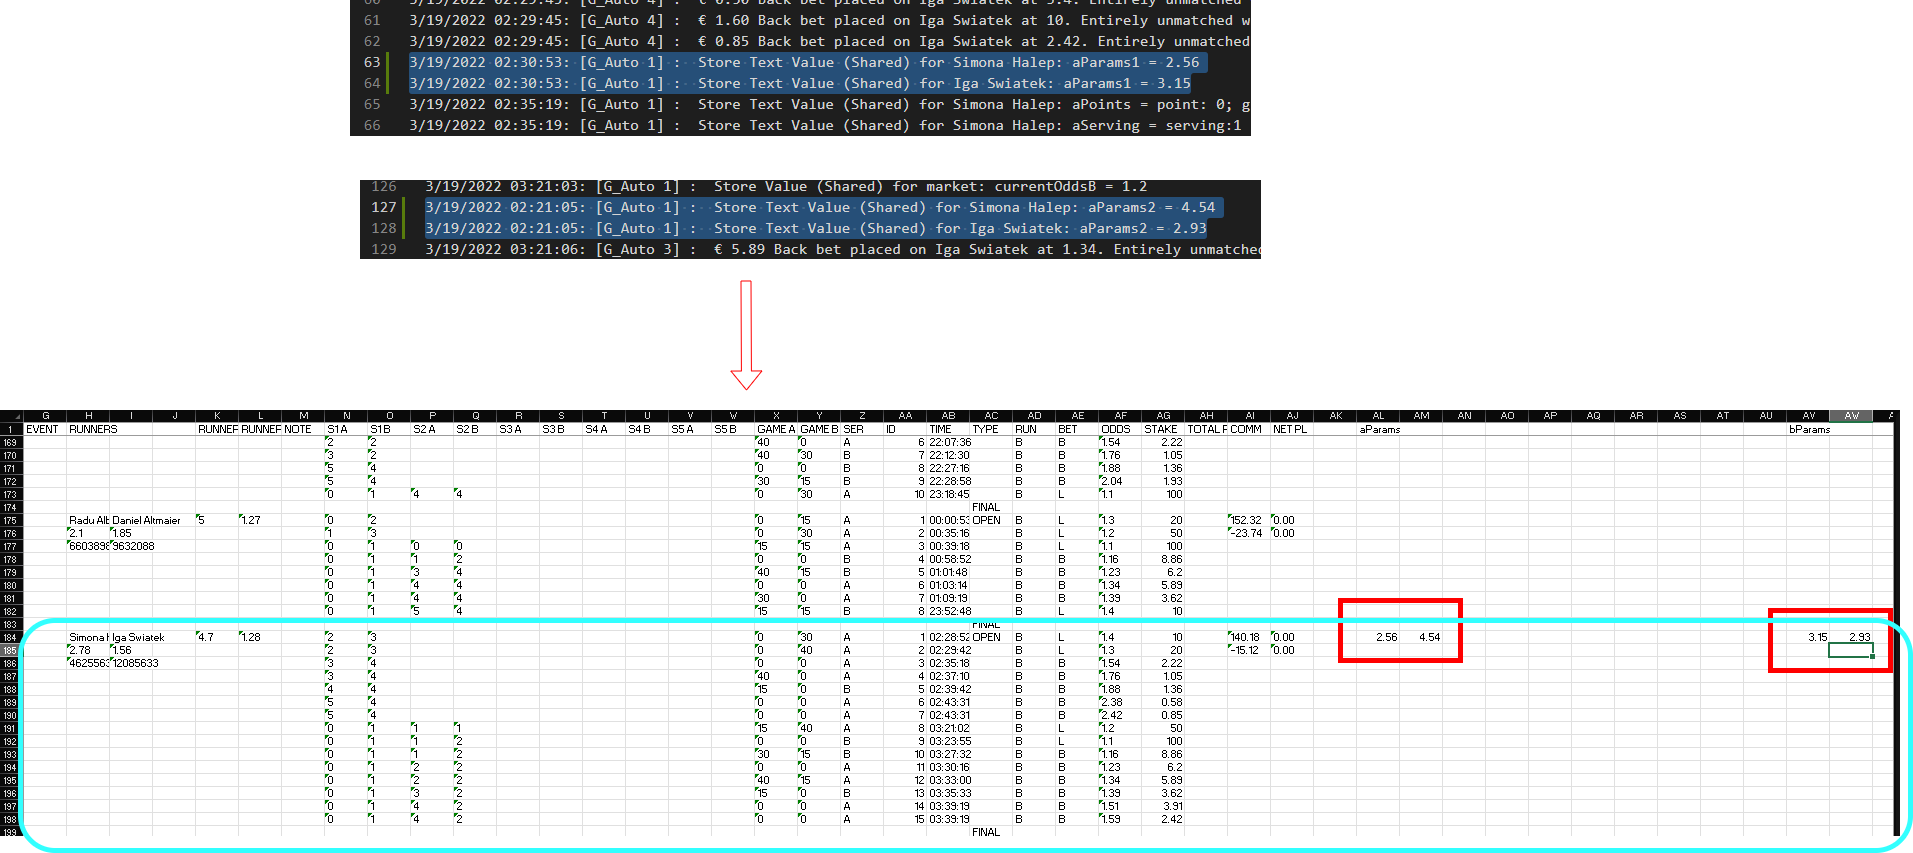 61 3/19/2022 02:29:45: [G_Auto 4] :  € 1.60 Back bet placed on Iga Swiatek at 10. Entirely unmatched w
62 3/19/2022 02:29:45: [G_Auto 4] :  € 0.85 Back bet placed on Iga Swiatek at 2.42. Entirely unmatched
63 3/19/2022 02:30:53: [G_Auto 1] :  Store Text Value (Shared) for Simona Halep: aParams1 = 2.56
64 3/19/2022 02:30:53: [G_Auto 1] :  Store Text Value (Shared) for Iga Swiatek: aParams1 = 3.15
65 3/19/2022 02:35:19: [G_Auto 1] :  Store Text Value (Shared) for Simona Halep: aPoints = point: 0; g
66 3/19/2022 02:35:19: [G_Auto 1] :  Store Text Value (Shared) for Simona Halep: aServing = serving:1
126 3/19/2022 03:21:03: [G_Auto 1] :  Store Value (Shared) for market: currentOddsB = 1.2
127 3/19/2022 02:21:05: [G_Auto 1] :  Store Text Value (Shared) for Simona Halep: aParams2 = 4.54
128 3/19/2022 02:21:05: [G_Auto 1] :  Store Text Value (Shared) for Iga Swiatek: aParams2 = 2.93
129 3/19/2022 03:21:06: [G_Auto 3] :  € 5.89 Back bet placed on Iga Swiatek at 1.34. Entirely unmatched
G H I J K L M N O P Q R S T U V W X Y Z AA AB AC AD AE AF AG AH AI AJ AK AL AM AN AO AP AQ AR AS AT AU AV AW
1 EVENT RUNNERS RUNNER RUNNER NOTE S1 A S1 B S2 A S2 B S3 A S3 B S4 A S4 B S5 A S5 B GAME A GAME B SER ID TIME TYPE RUN BET ODDS STAKE TOTAL P COMM NET PL aParams bParams
169 2 2 40 0 A 6 22:07:36 B B 1.54 2.22
170 3 2 40 30 B 7 22:12:30 B B 1.76 1.05
171 5 4 0 0 B 8 22:27:16 B B 1.88 1.36
172 5 4 30 15 B 9 22:28:58 B B 2.04 1.93
173 0 1 4 4 0 30 A 10 23:18:45 B L 1.1 100
174 FINAL
175 Radu Alb Daniel Altmaier 5 1.27 0 2 0 15 A 1 00:00:53 OPEN B L 1.3 20 152.32 0.00
176 2.1 1.85 1 3 0 30 A 2 00:35:16 B L 1.2 50 -23.74 0.00
177 6603898 9632088 0 1 0 0 15 15 A 3 00:39:18 B L 1.1 100
178 0 1 1 2 0 0 B 4 00:58:52 B B 1.16 8.86
179 0 1 3 4 40 15 B 5 01:01:48 B B 1.23 6.2
180 0 1 4 4 0 0 A 6 01:03:14 B B 1.34 5.89
181 0 1 4 4 30 0 A 7 01:09:19 B B 1.39 3.62
182 0 1 5 4 15 15 B 8 23:52:48 B L 1.4 10
183 FINAL
184 Simona H Iga Swiatek 4.7 1.28 2 3 0 30 A 1 02:28:52 OPEN B L 1.4 10 140.18 0.00 2.56 4.54 3.15 2.93
185 2.78 1.56 2 3 0 40 A 2 02:29:42 B L 1.3 20 -15.12 0.00
186 4625563 12085633 3 4 0 0 A 3 02:35:18 B B 1.54 2.22
187 3 4 40 0 A 4 02:37:10 B B 1.76 1.05
188 4 4 15 0 B 5 02:39:42 B B 1.88 1.36
189 5 4 0 0 A 6 02:43:31 B B 2.38 0.58
190 5 4 0 0 A 7 02:43:31 B B 2.42 0.85
191 0 1 1 1 15 40 A 8 03:21:02 B L 1.2 50
192 0 1 1 2 0 0 B 9 03:23:55 B L 1.1 100
193 0 1 1 2 30 15 B 10 03:27:32 B B 1.16 8.86
194 0 1 2 2 0 0 A 11 03:30:16 B B 1.23 6.2
195 0 1 2 2 40 15 A 12 03:33:00 B B 1.34 5.89
196 0 1 3 2 15 0 B 13 03:35:33 B B 1.39 3.62
197 0 1 4 2 0 0 A 14 03:39:19 B B 1.51 3.91
198 0 1 4 2 0 0 A 15 03:39:19 B B 1.59 2.42
199 FINAL